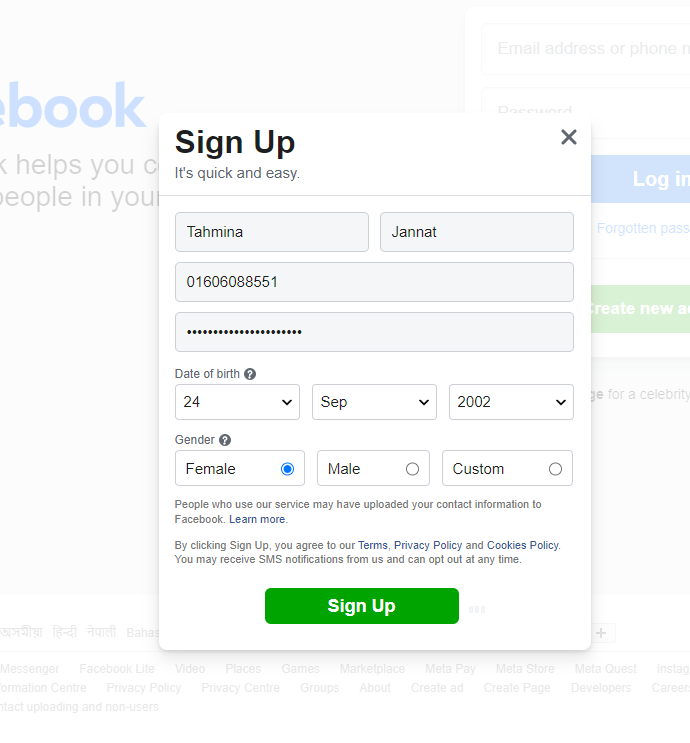 Email address or phone
ebook
Password
Sign Up
It's quick and easy.
k helps you
people in your
Log in
Tahmina Jannat
Forgotten pass
01606088551
Create new
••••••••••••••••••••••
Date of birth
24 Sep 2002
ge for a celebrity
Gender
Female Male Custom
People who use our service may have uploaded your contact information to
Facebook. Learn more.
By clicking Sign Up, you agree to our Terms, Privacy Policy and Cookies Policy.
You may receive SMS notifications from us and can opt out at any time.
Sign Up
অসমীয়া हिन्दी नेपाली Bahas
Messenger Facebook Lite Video Places Games Marketplace Meta Pay Meta Store Meta Quest Instag
ormation Centre Privacy Policy Privacy Centre Groups About Create ad Create Page Developers Careers
ntact uploading and non-users